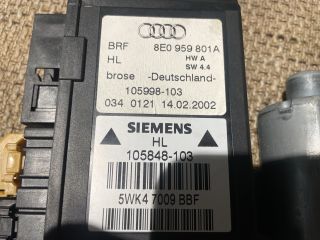 BRF 8E0 959 801A
HL HW A
SW 4.4
brose -Deutschland-
105998-103
034 0121 14.02.2002
SIEMENS
HL
105848-103
5WK4 7009 BBF